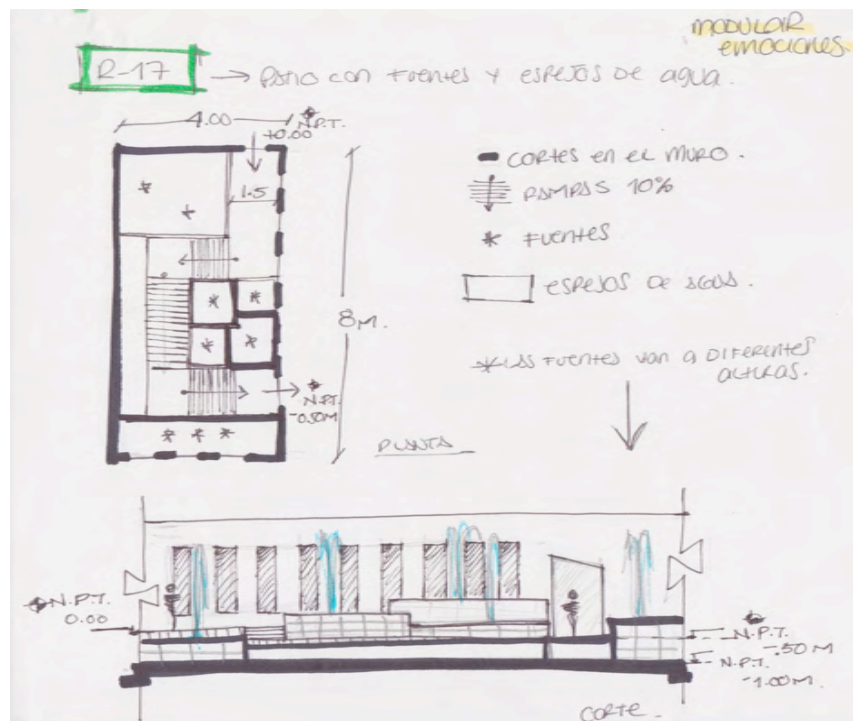 MODULAR
EMOCIONES
R-17 → PATIO CON FUENTES Y ESPEJOS DE AGUA.
4.00
N.P.T.
+0.00
1.5
8M.
N.P.T.
-0.50M
PLANTA
CORTES EN EL MURO.
RAMPAS 10%
* FUENTES
ESPEJOS DE AGUA.
*LAS FUENTES VAN A DIFERENTES
ALTURAS.
N.P.T.
0.00
N.P.T.
-.50 M
N.P.T.
-1.00M.
CORTE.